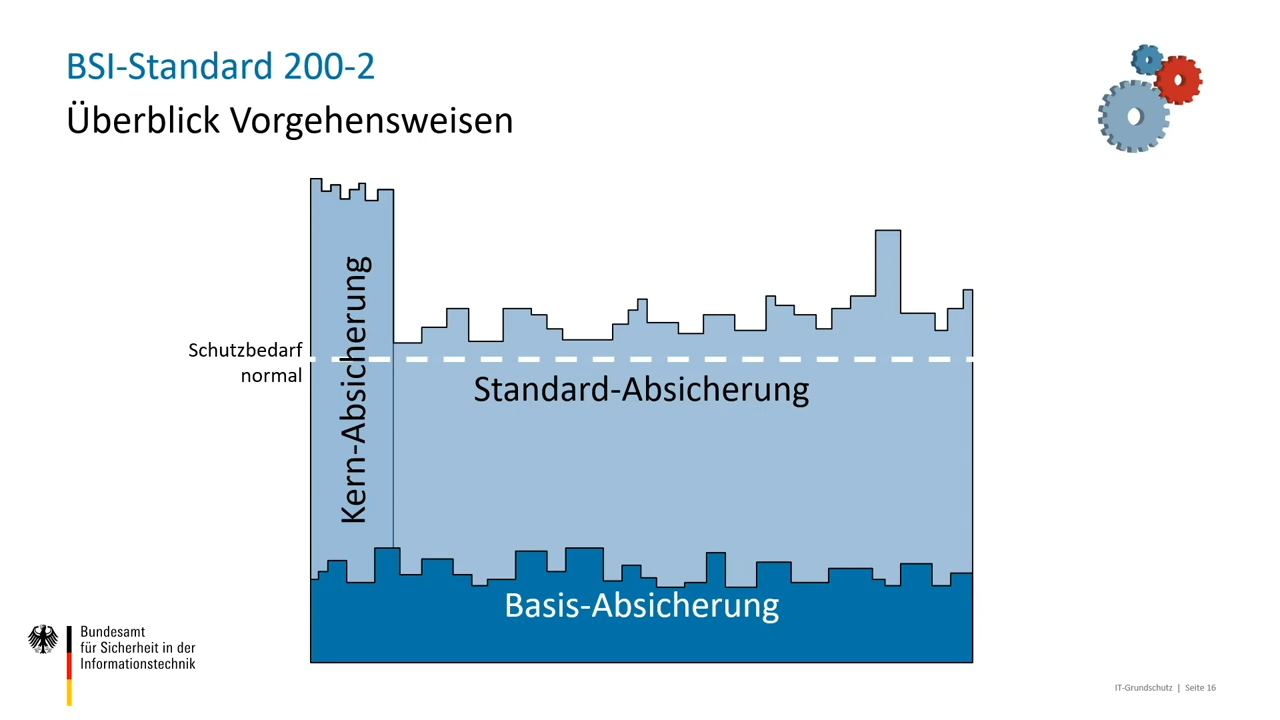 BSI-Standard 200-2
Überblick Vorgehensweisen
Kern-Absicherung
Schutzbedarf
normal
Standard-Absicherung
Basis-Absicherung
Bundesamt
für Sicherheit in der
Informationstechnik
IT-Grundschutz | Seite 16